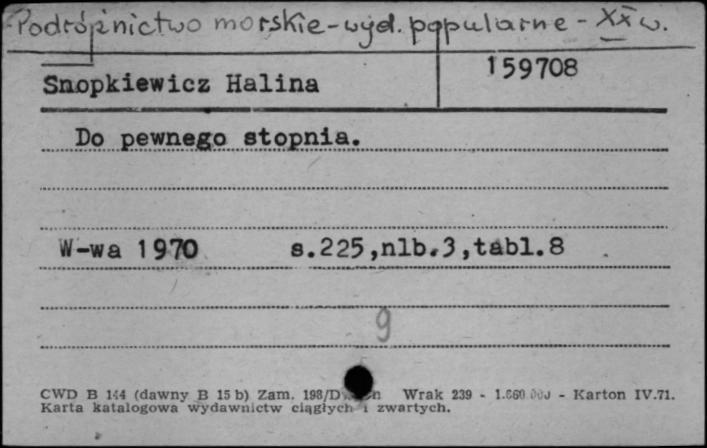 Podróżnictwo morskie-wyd. popularne - XX w.
159708
Snopkiewicz Halina
Do pewnego stopnia.
W-wa 1970 s.225,nlb.3,tabl.8
9
CWD B 144 (dawny B 15 b) Zam. 198/D Wrak 239 - - Karton IV.71.
Karta katalogowa wydawnictw ciągłych i zwartych.